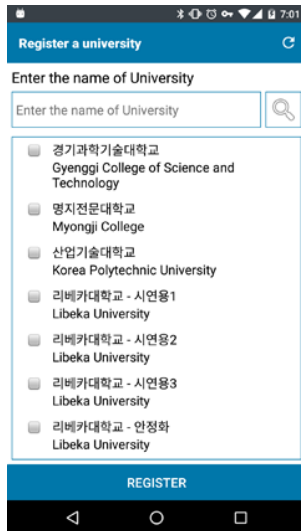 7:01
Register a university
Enter the name of University
Enter the name of University
경기과학기술대학교
Gyenggi College of Science and
Technology
명지전문대학교
Myongji College
산업기술대학교
Korea Polytechnic University
리베카대학교 - 시연용1
Libeka University
리베카대학교 - 시연용2
Libeka University
리베카대학교 - 시연용3
Libeka University
리베카대학교 - 안정화
Libeka University
REGISTER